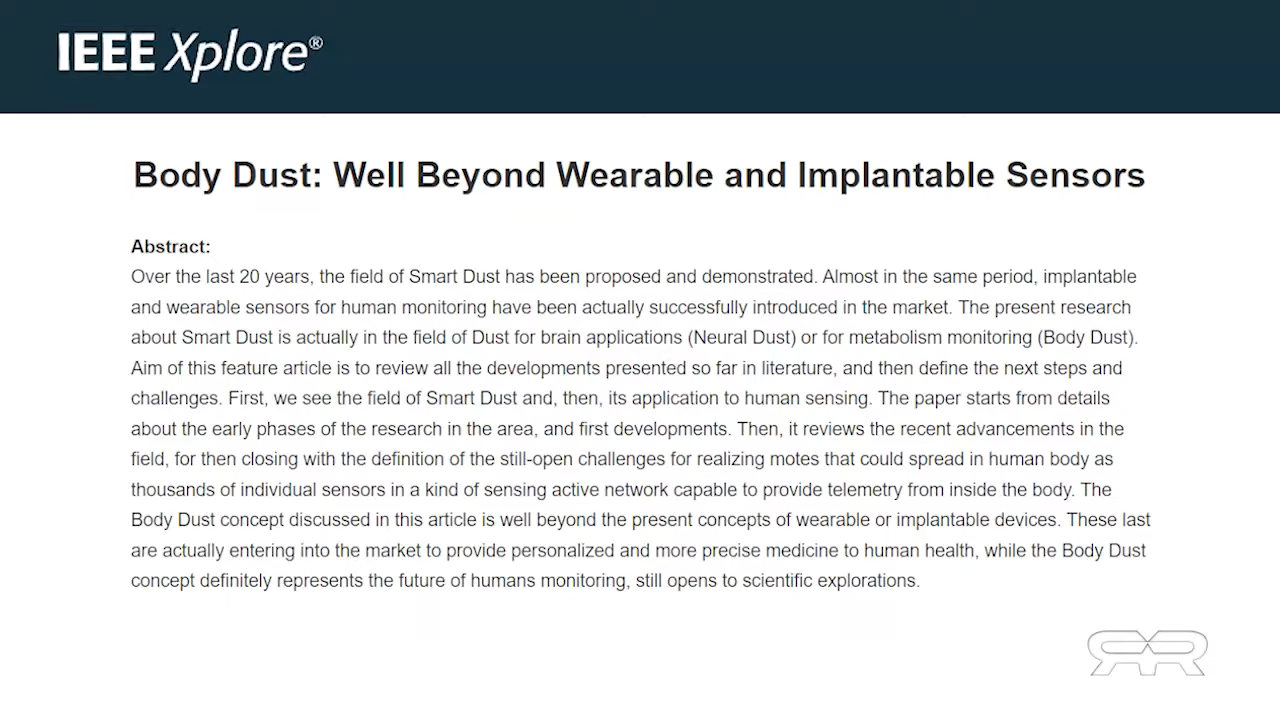 IEEE Xplore®
Body Dust: Well Beyond Wearable and Implantable Sensors
Abstract:
Over the last 20 years, the field of Smart Dust has been proposed and demonstrated. Almost in the same period, implantable
and wearable sensors for human monitoring have been actually successfully introduced in the market. The present research
about Smart Dust is actually in the field of Dust for brain applications (Neural Dust) or for metabolism monitoring (Body Dust).
Aim of this feature article is to review all the developments presented so far in literature, and then define the next steps and
challenges. First, we see the field of Smart Dust and, then, its application to human sensing. The paper starts from details
about the early phases of the research in the area, and first developments. Then, it reviews the recent advancements in the
field, for then closing with the definition of the still-open challenges for realizing motes that could spread in human body as
thousands of individual sensors in a kind of sensing active network capable to provide telemetry from inside the body. The
Body Dust concept discussed in this article is well beyond the present concepts of wearable or implantable devices. These last
are actually entering into the market to provide personalized and more precise medicine to human health, while the Body Dust
concept definitely represents the future of humans monitoring, still opens to scientific explorations.